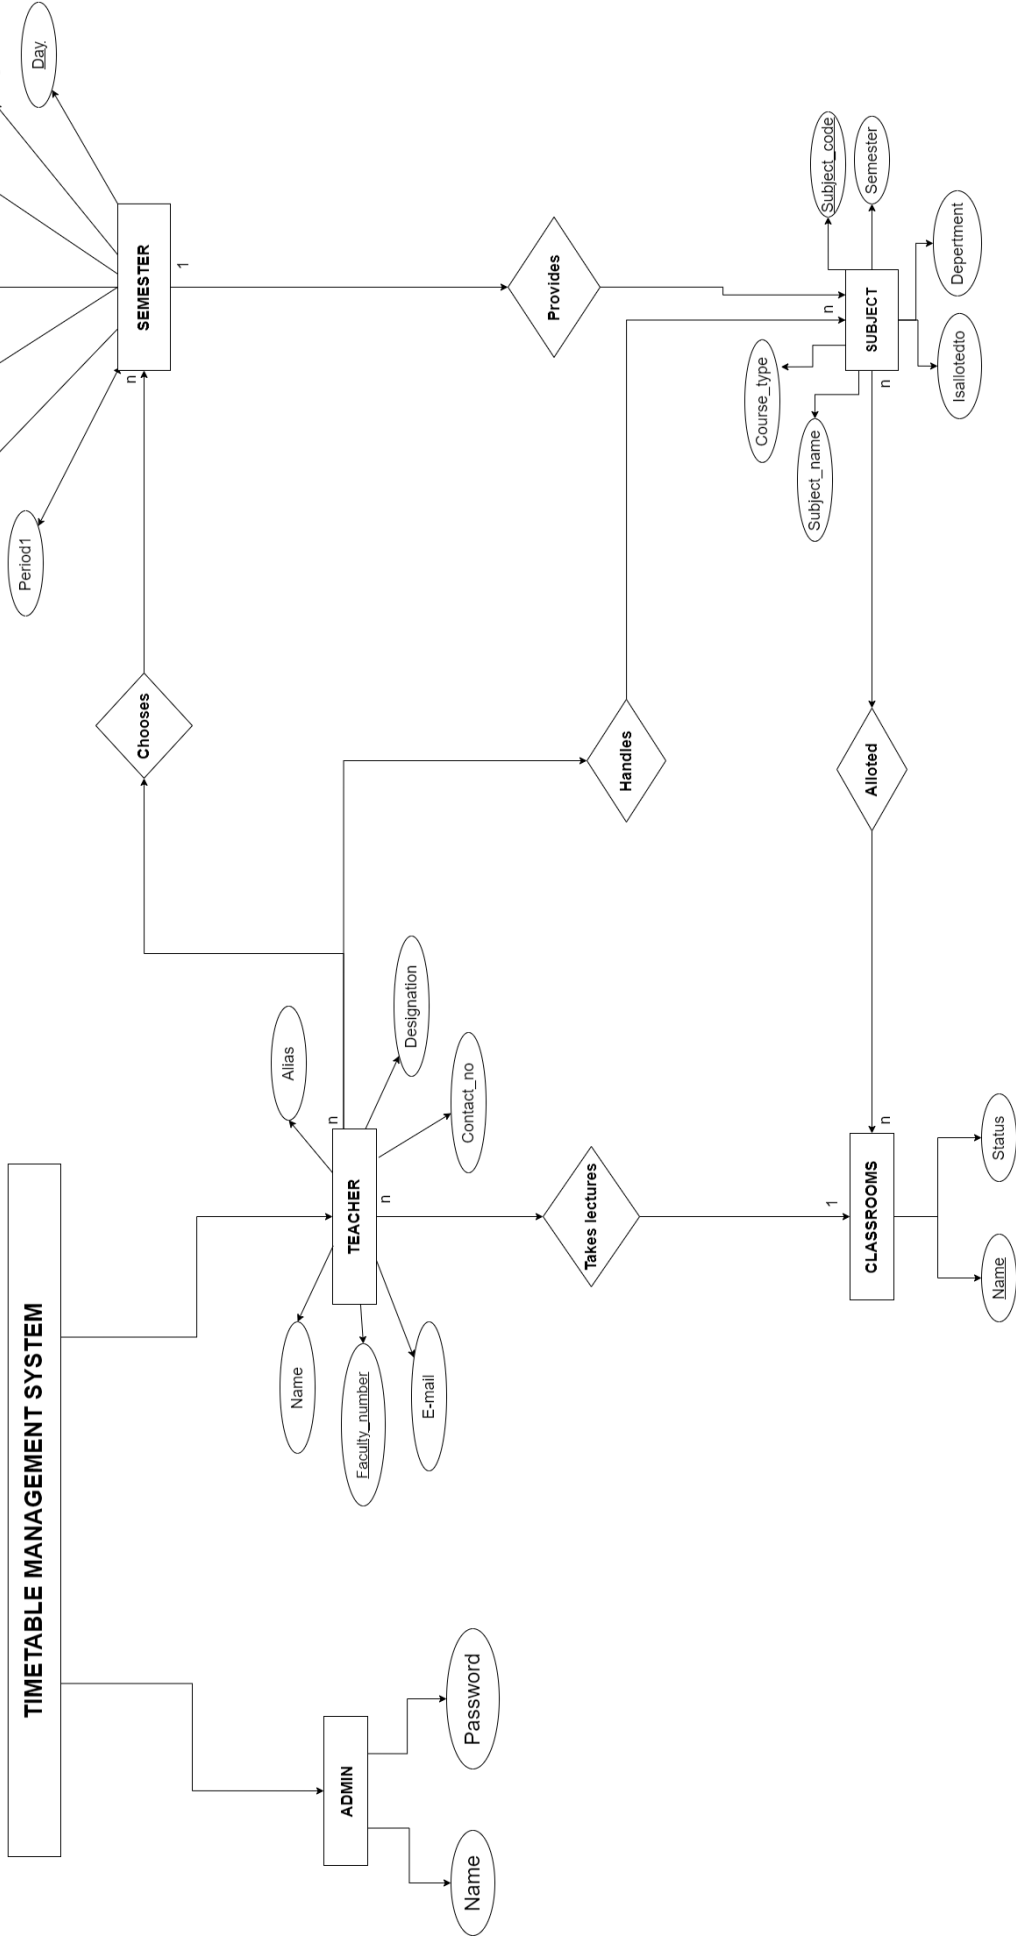 TIMETABLE MANAGEMENT SYSTEM
ADMIN
Name
Password
TEACHER
Name
Faculty_number
E-mail
Alias
Designation
Contact_no
n
n
Takes lectures
1
CLASSROOMS
Name
Status
n
Chooses
Handles
Alloted
n
SEMESTER
1
Period1
Day
Provides
n
SUBJECT
n
Course_type
Subject_name
Subject_code
Semester
Depertment
Isallotedto